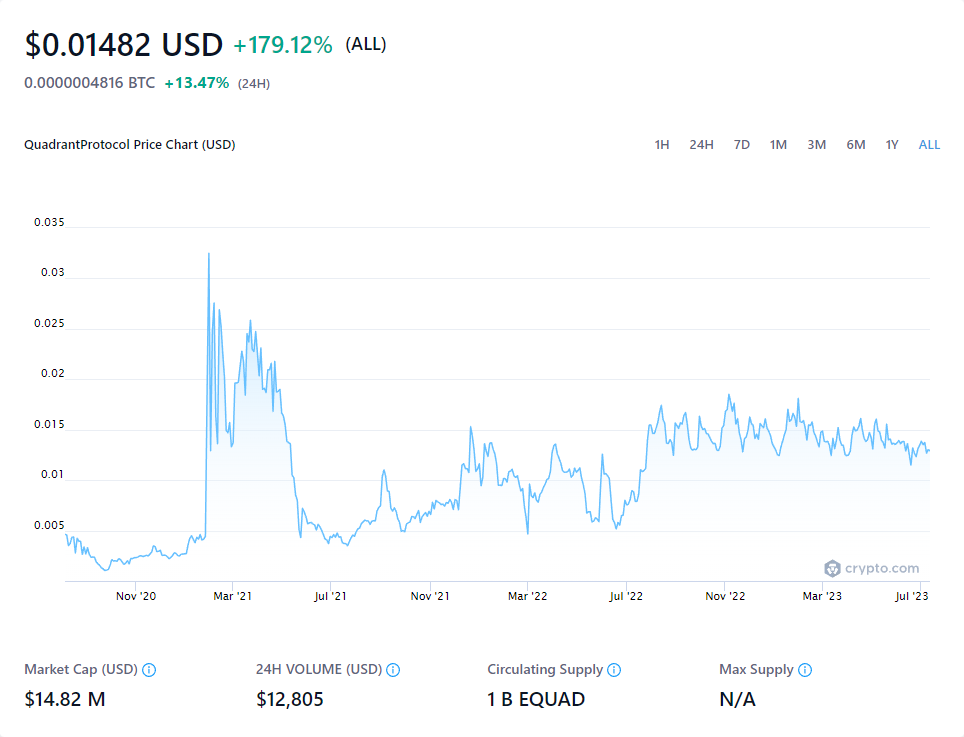 $0.01482 USD +179.12% (ALL)
0.0000004816 BTC +13.47% (24H)
QuadrantProtocol Price Chart (USD) 1H 24H 7D 1M 3M 6M 1Y ALL
0.035
0.03
0.025
0.02
0.015
0.01
0.005
crypto.com
Nov '20 Mar '21 Jul '21 Nov '21 Mar '22 Jul '22 Nov '22 Mar '23 Jul '23
Market Cap (USD) 24H VOLUME (USD) Circulating Supply Max Supply
$14.82 M $12,805 1 B EQUAD N/A